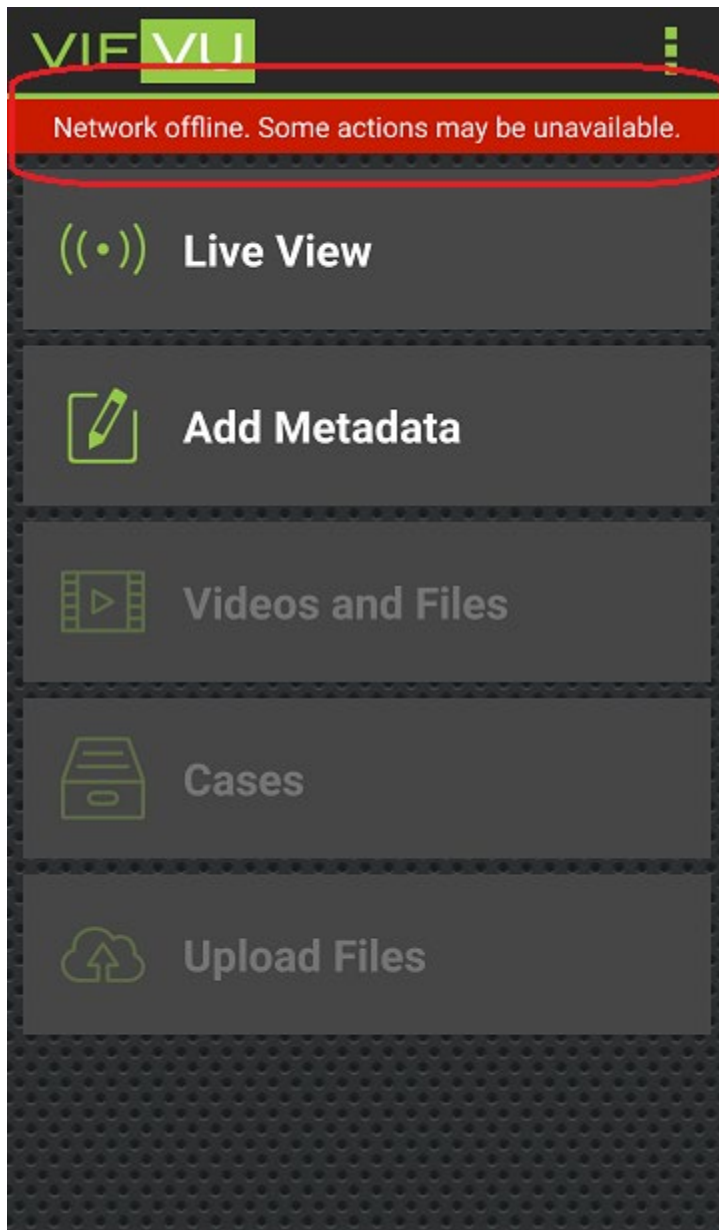 VIEVU
Network offline. Some actions may be unavailable.
Live View
Add Metadata
Videos and Files
Cases
Upload Files